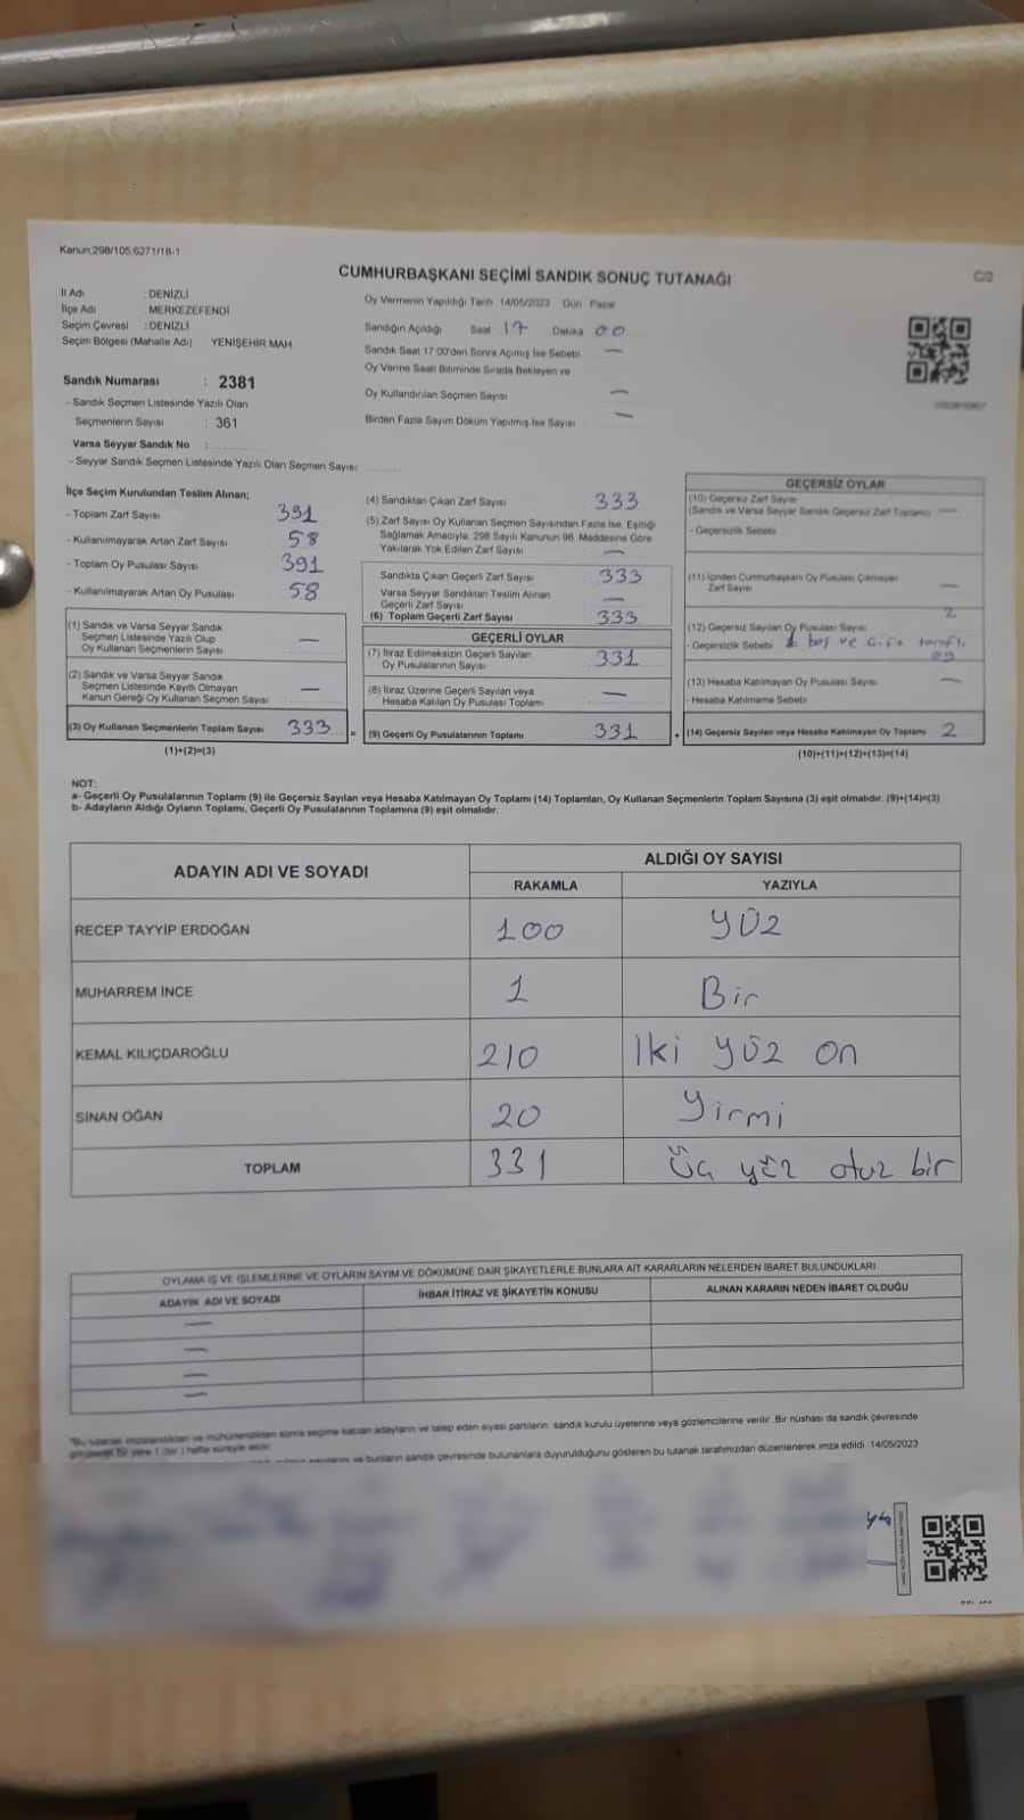 Kanun:298/105;6271/18-1
CUMHURBAŞKANI SEÇİMİ SANDIK SONUÇ TUTANAĞI
C/2
İl Adı : DENİZLİ
İlçe Adı : MERKEZEFENDİ
Seçim Çevresi : DENİZLİ
Seçim Bölgesi (Mahalle Adı) YENİŞEHİR MAH
Sandık Numarası : 2381
- Sandık Seçmen Listesinde Yazılı Olan
Seçmenlerin Sayısı : 361
Varsa Seyyar Sandık No :
- Seyyar Sandık Seçmen Listesinde Yazılı Olan Seçmen Sayısı
Oy Vermenin Yapıldığı Tarih 14/05/2023 Gün Pazar
Sandığın Açıldığı Saat 17 Dakika 00
Sandık Saat 17:00'den Sonra Açılmış İse Sebebi —
Oy Verme Saati Bitiminde Sırada Bekleyen ve
Oy Kullandırılan Seçmen Sayısı —
Birden Fazla Sayım Döküm Yapılmış İse Sayısı —
İlçe Seçim Kurulundan Teslim Alınan;
- Toplam Zarf Sayısı 391
- Kullanılmayarak Artan Zarf Sayısı 58
- Toplam Oy Pusulası Sayısı 391
- Kullanılmayarak Artan Oy Pusulası 58
(1) Sandık ve Varsa Seyyar Sandık
Seçmen Listesinde Yazılı Olup
Oy Kullanan Seçmenlerin Sayısı —
(2) Sandık ve Varsa Seyyar Sandık
Seçmen Listesinde Kayıtlı Olmayan
Kanun Gereği Oy Kullanan Seçmen Sayısı —
(3) Oy Kullanan Seçmenlerin Toplam Sayısı 333 =
(1)+(2)=(3)
(4) Sandıktan Çıkan Zarf Sayısı 333
(5) Zarf Sayısı Oy Kullanan Seçmen Sayısından Fazla İse, Eşitliği
Sağlamak Amacıyla, 298 Sayılı Kanunun 98. Maddesine Göre
Yakılarak Yok Edilen Zarf Sayısı —
Sandıkta Çıkan Geçerli Zarf Sayısı 333
Varsa Seyyar Sandıktan Teslim Alınan
Geçerli Zarf Sayısı —
(6) Toplam Geçerli Zarf Sayısı 333
GEÇERLİ OYLAR
(7) İtiraz Edilmeksizin Geçerli Sayılan
Oy Pusulalarının Sayısı 331
(8) İtiraz Üzerine Geçerli Sayılan veya
Hesaba Katılan Oy Pusulası Toplamı —
(9) Geçerli Oy Pusulalarının Toplamı 331 +
GEÇERSİZ OYLAR
(10) Geçersiz Zarf Sayısı
(Sandık ve Varsa Seyyar Sandık Geçersiz Zarf Toplamı) —
- Geçersizlik Sebebi
(11) İçinden Cumhurbaşkanı Oy Pusulası Çıkmayan
Zarf Sayısı —
(12) Geçersiz Sayılan Oy Pusulası Sayısı 2
- Geçersizlik Sebebi 1 boş ve
(13) Hesaba Katılmayan Oy Pusulası Sayısı —
- Hesaba Katılmama Sebebi
(14) Geçersiz Sayılan veya Hesaba Katılmayan Oy Toplamı 2
(10)+(11)+(12)+(13)=(14)
NOT:
a- Geçerli Oy Pusulalarının Toplamı (9) ile Geçersiz Sayılan veya Hesaba Katılmayan Oy Toplamı (14) Toplamları, Oy Kullanan Seçmenlerin Toplam Sayısına (3) eşit olmalıdır. (9)+(14)=(3)
b- Adayların Aldığı Oyların Toplamı, Geçerli Oy Pusulalarının Toplamına (9) eşit olmalıdır.
ADAYIN ADI VE SOYADI
ALDIĞI OY SAYISI
RAKAMLA YAZIYLA
RECEP TAYYİP ERDOĞAN 100 yüz
MUHARREM İNCE 1 Bir
KEMAL KILIÇDAROĞLU 210 İki yüz on
SİNAN OĞAN 20 Yirmi
TOPLAM 331 Üç yüz otuz bir
OYLAMA İŞ VE İŞLEMLERİNE VE OYLARIN SAYIM VE DÖKÜMÜNE DAİR ŞİKAYETLERLE BUNLARA AİT KARARLARIN NELERDEN İBARET BULUNDUKLARI
ADAYIN ADI VE SOYADI İHBAR İTİRAZ VE ŞİKAYETİN KONUSU ALINAN KARARIN NEDEN İBARET OLDUĞU
—
—
—
—
sonra seçime katılan adayların ve talep eden siyasi partilerin sandık kurulu üyelerine veya gözlemcilerine verilir. Bir nüshası da sandık çevresinde
ve bunların sandık çevresinde bulunanlara duyurulduğunu gösteren bu tutanak tarafımızdan düzenlenerek imza edildi. 14/05/2023